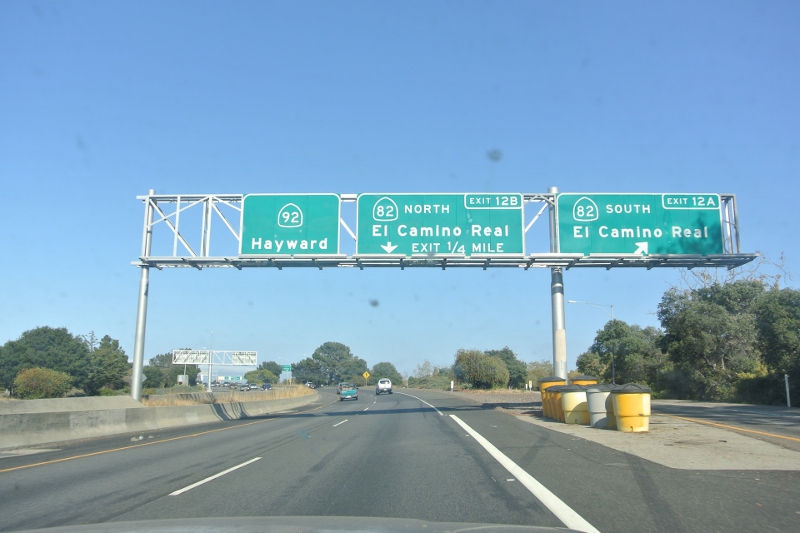 92
Hayward
EXIT 12B
82 NORTH
El Camino Real
EXIT 1/4 MILE
EXIT 12A
82 SOUTH
El Camino Real